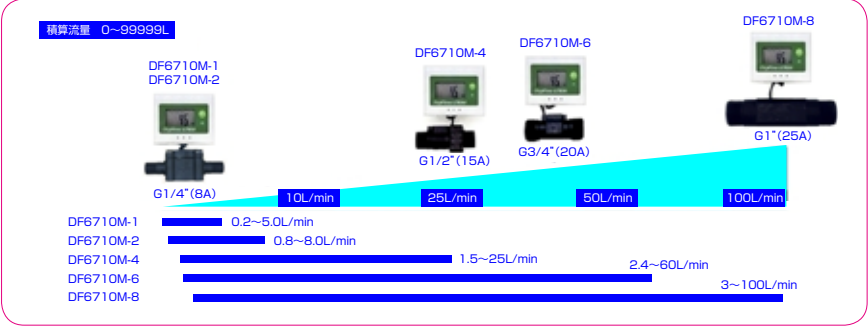 積算流量 0～99999L
DF6710M-1
DF6710M-2
DF6710M-4
DF6710M-6
DF6710M-8
G1/4"(8A)
G1/2"(15A)
G3/4"(20A)
G1"(25A)
10L/min
25L/min
50L/min
100L/min
DF6710M-1 0.2～5.0L/min
DF6710M-2 0.8～8.0L/min
DF6710M-4 1.5～25L/min
DF6710M-6 2.4～60L/min
DF6710M-8 3～100L/min